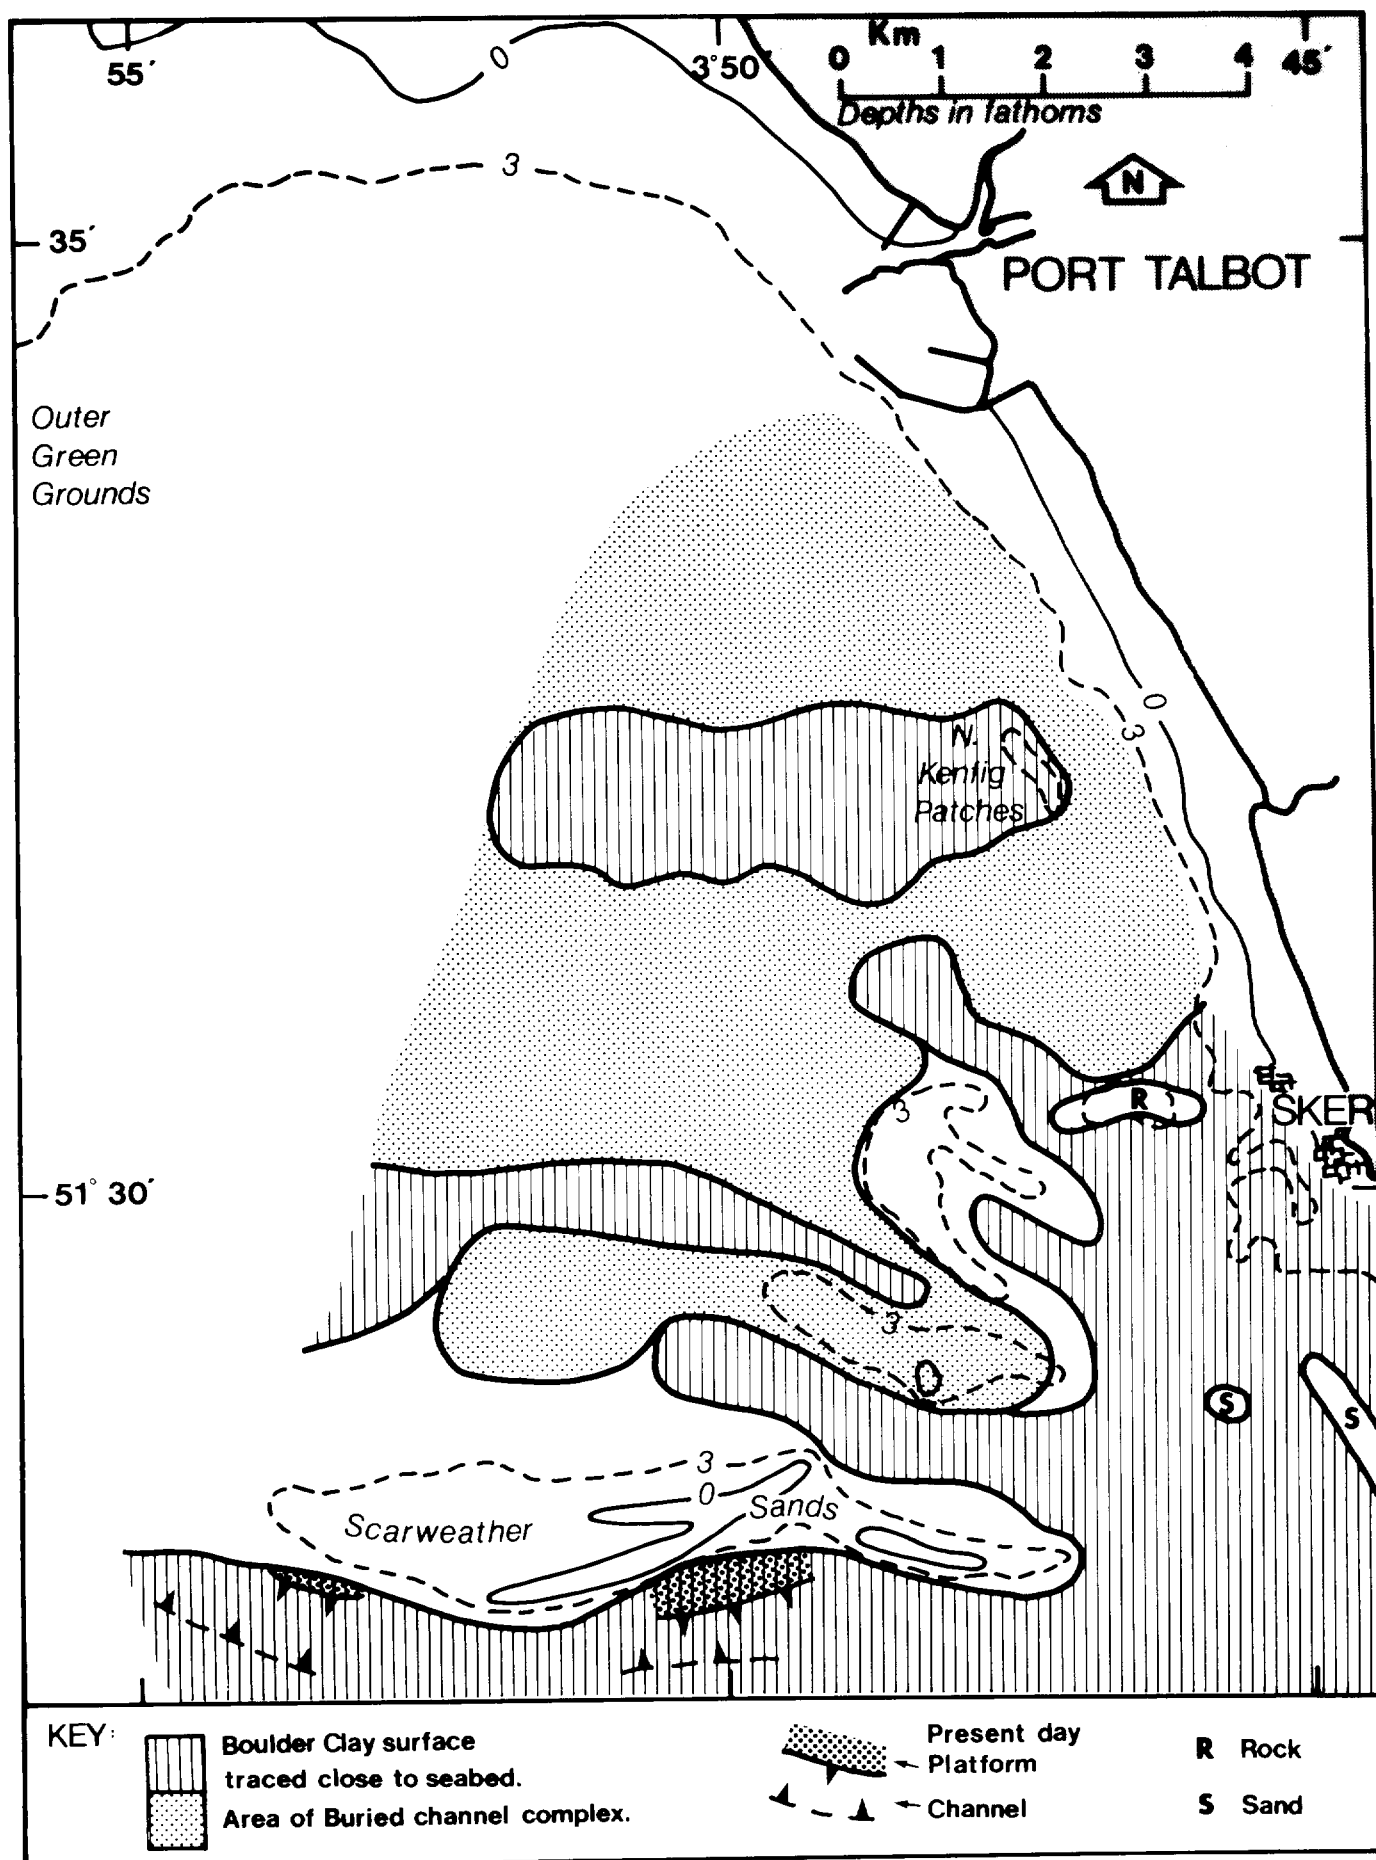 Km
55′
0
3°50′
0 1 2 3 4 45′
Depths in fathoms
3
N
35′
PORT TALBOT
Outer
Green
Grounds
0
3
N.
Kenfig
Patches
3
R
SKER
51° 30′
3
S
S
3
0
Sands
Scarweather
KEY:
Boulder Clay surface
traced close to seabed.
Area of Buried channel complex.
Present day
Platform
Channel
R Rock
S Sand